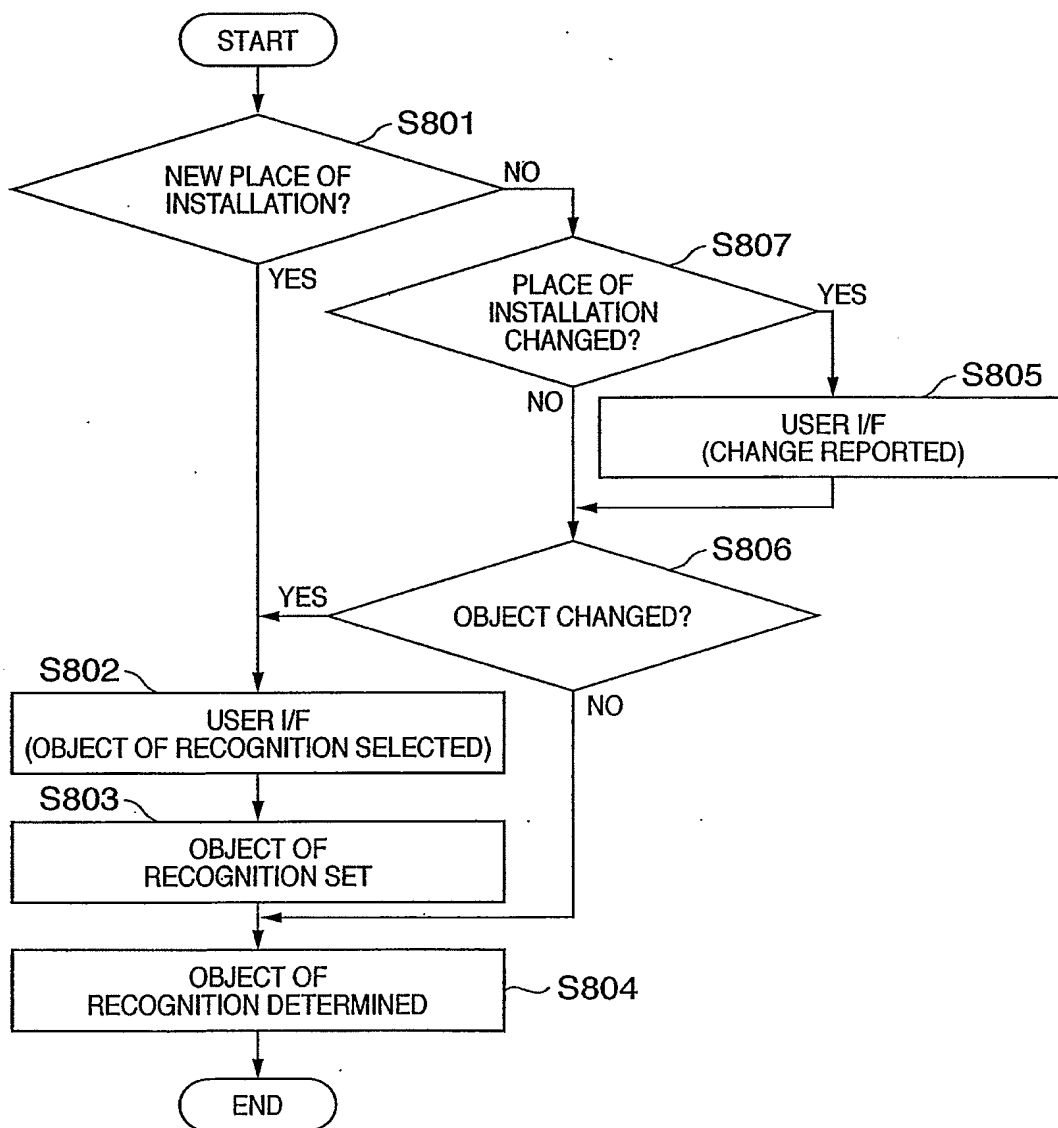 START
S801
NEW PLACE OF
INSTALLATION?
NO
YES
S807
PLACE OF
INSTALLATION
CHANGED?
YES
NO
S805
USER I/F
(CHANGE REPORTED)
S806
OBJECT CHANGED?
YES
NO
S802
USER I/F
(OBJECT OF RECOGNITION SELECTED)
S803
OBJECT OF
RECOGNITION SET
OBJECT OF
RECOGNITION DETERMINED
S804
END